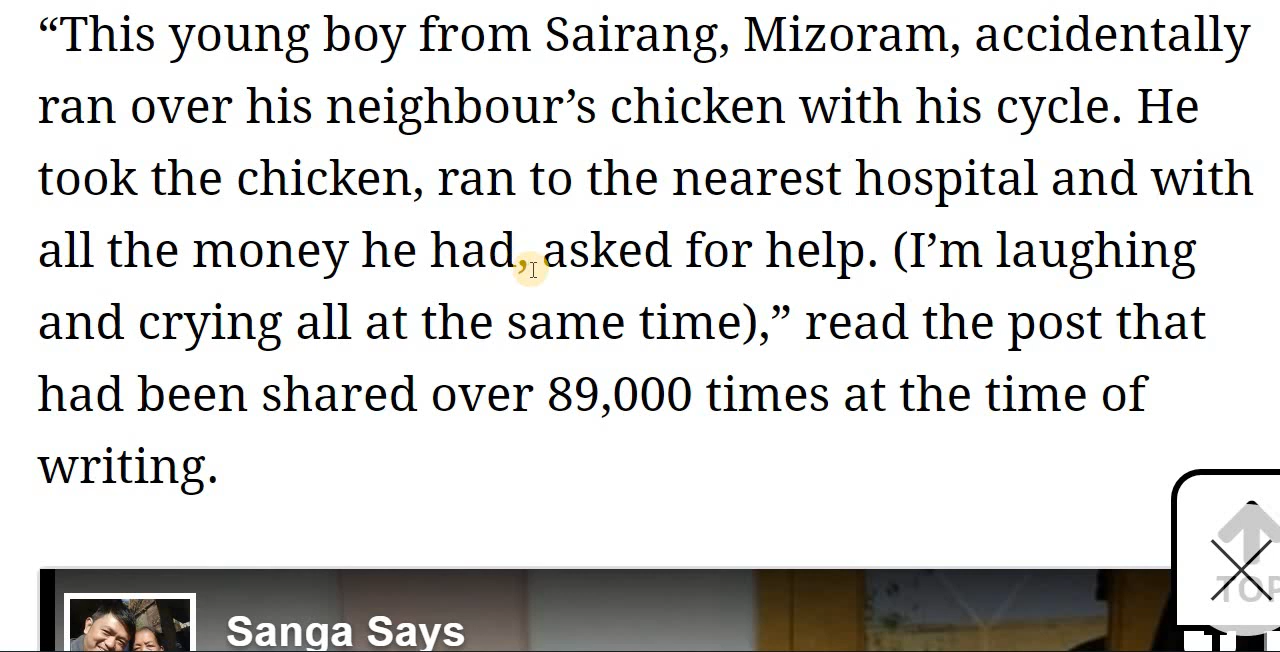 “This young boy from Sairang, Mizoram, accidentally
ran over his neighbour’s chicken with his cycle. He
took the chicken, ran to the nearest hospital and with
all the money he had, asked for help. (I’m laughing
and crying all at the same time),” read the post that
had been shared over 89,000 times at the time of
writing.
TOP
Sanga Says